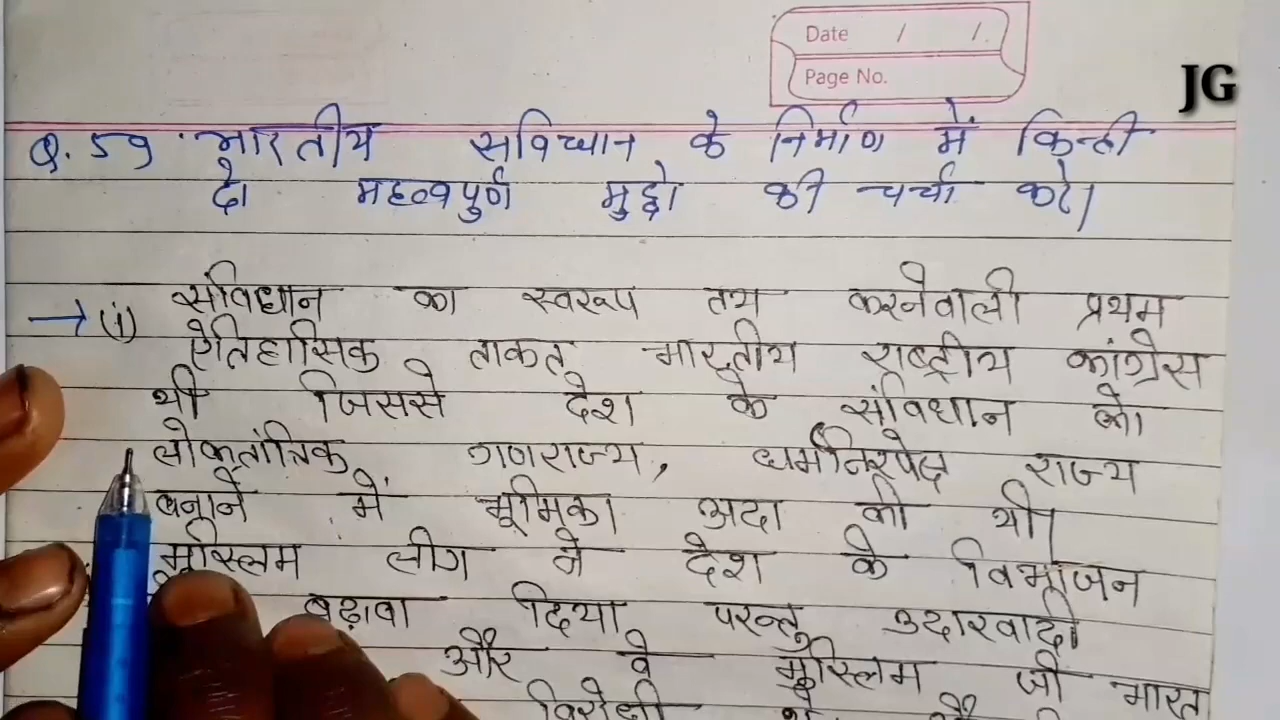 Date / /.
Page No.
JG
Q. 59 भारतीय सविधान के निर्माण में किन्ही
दो महत्वपुर्ण मुद्दो की चर्चा करे।
→ (i) संविधान का स्वरूप तय करनेवाली प्रथम
ऐतिहासिक ताकत भारतीय राष्ट्रीय कांग्रेस
थी जिससे देश के संविधान को
लोकतांत्रिक गणराज्य, धर्मनिरपेक्ष राज्य
बनाने में भूमिका अदा की थी।
मुस्लिम लीग ने देश के विभाजन
बढ़ावा दिया परन्तु उदारवादी
और वे मुस्लिम जो भारत
विरोधी थे